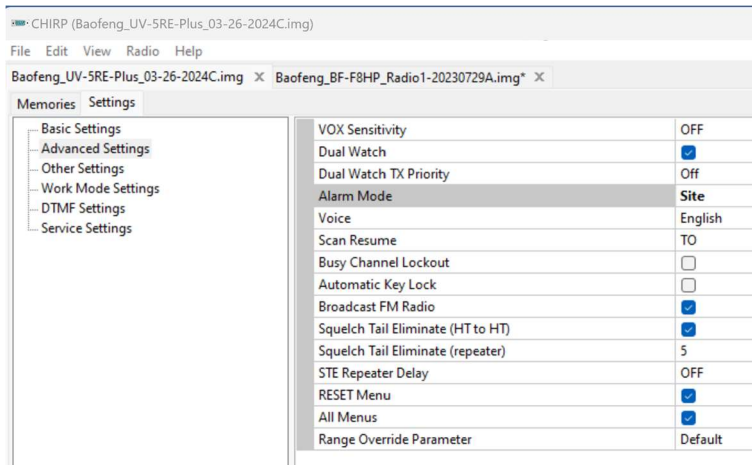 CHIRP (Baofeng_UV-5RE-Plus_03-26-2024C.img)
File Edit View Radio Help
Baofeng_UV-5RE-Plus_03-26-2024C.img X Baofeng_BF-F8HP_Radio1-20230729A.img* X
Memories Settings
Basic Settings
Advanced Settings
Other Settings
Work Mode Settings
DTMF Settings
Service Settings
VOX Sensitivity OFF
Dual Watch
Dual Watch TX Priority Off
Alarm Mode Site
Voice English
Scan Resume TO
Busy Channel Lockout
Automatic Key Lock
Broadcast FM Radio
Squelch Tail Eliminate (HT to HT)
Squelch Tail Eliminate (repeater) 5
STE Repeater Delay OFF
RESET Menu
All Menus
Range Override Parameter Default